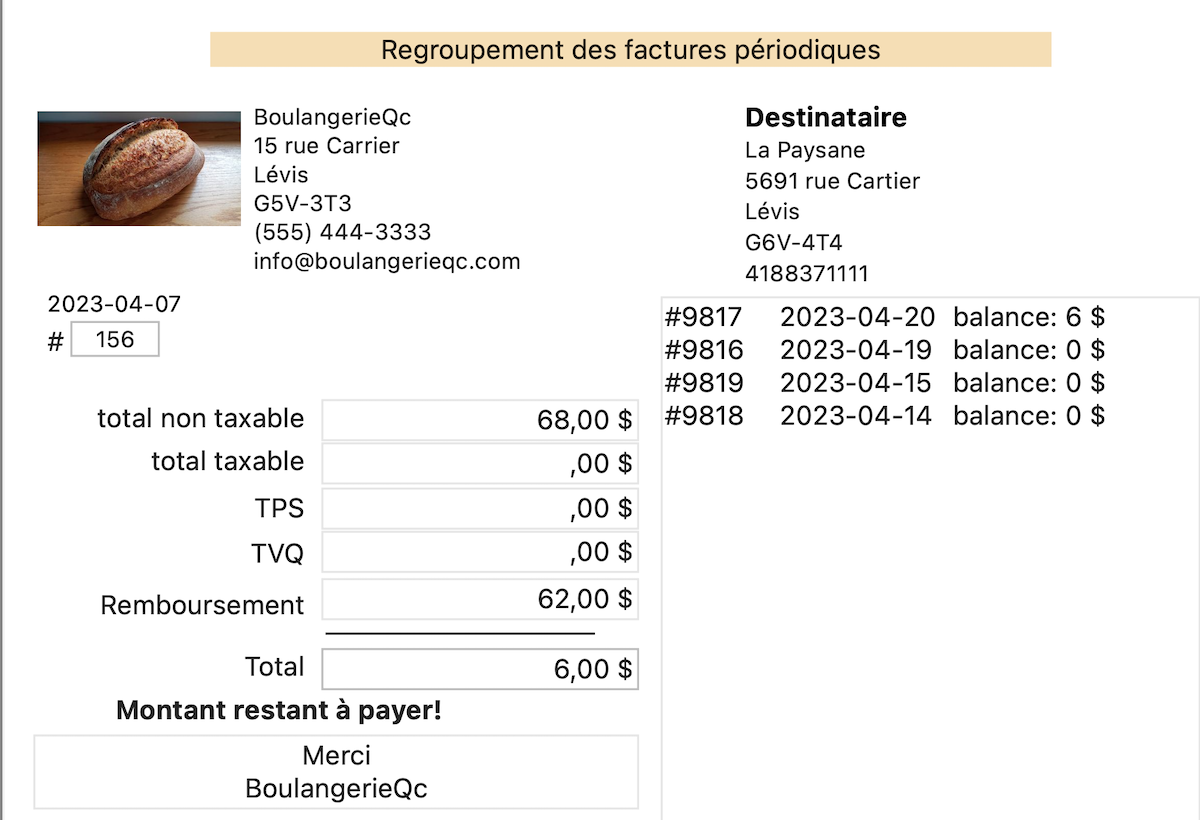 Regroupement des factures périodiques
BoulangerieQc
15 rue Carrier
Lévis
G5V-3T3
(555) 444-3333
info@boulangerieqc.com
Destinataire
La Paysane
5691 rue Cartier
Lévis
G6V-4T4
4188371111
2023-04-07
# 156
#9817 2023-04-20 balance: 6 $
#9816 2023-04-19 balance: 0 $
#9819 2023-04-15 balance: 0 $
#9818 2023-04-14 balance: 0 $
total non taxable 68,00 $
total taxable ,00 $
TPS ,00 $
TVQ ,00 $
Remboursement 62,00 $
Total 6,00 $
Montant restant à payer!
Merci
BoulangerieQc